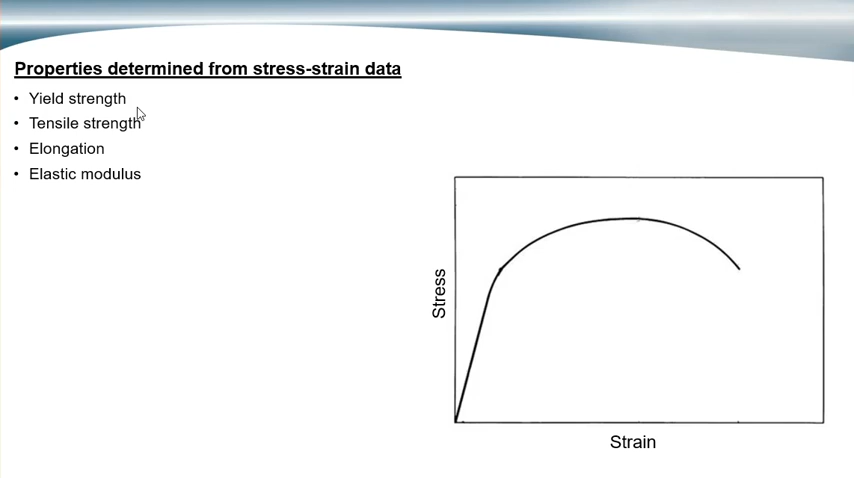 Properties determined from stress-strain data
• Yield strength
• Tensile strength
• Elongation
• Elastic modulus
Stress
Strain